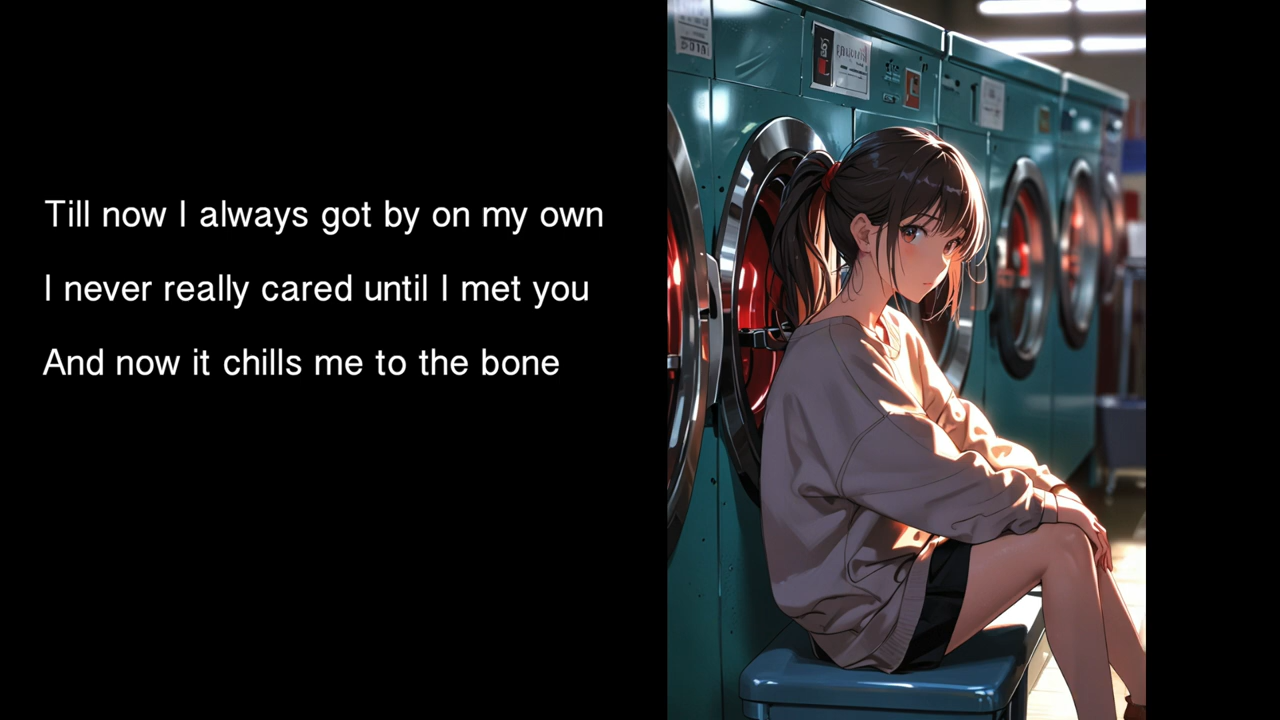 Till now I always got by on my own
I never really cared until I met you
And now it chills me to the bone